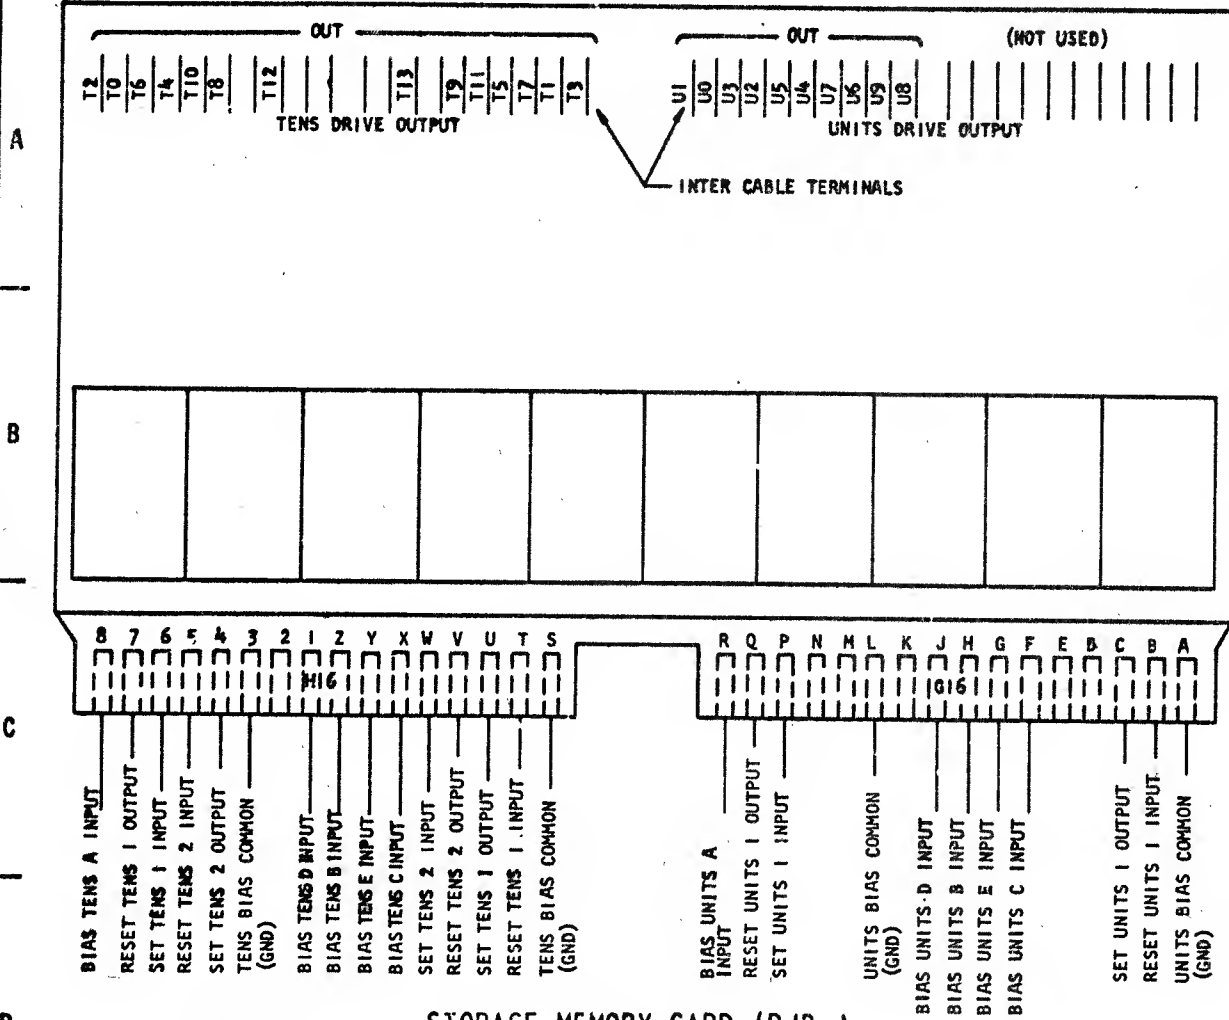 OUT OUT (NOT USED)
T2 T0 T6 T4 T10 T8 T12 T13 T9 T11 T5 T7 T1 T3 U1 U0 U3 U2 U5 U4 U7 U6 U9 U8
TENS DRIVE OUTPUT UNITS DRIVE OUTPUT
A
INTER CABLE TERMINALS
B
8 7 6 5 4 3 2 1 Z Y X W V U T S R Q P N M L K J H G F E D C B A
H16 G16
C
BIAS TENS A INPUT
RESET TENS 1 OUTPUT
SET TENS 1 INPUT
RESET TENS 2 INPUT
SET TENS 2 OUTPUT
TENS BIAS COMMON
(GND)
BIAS TENS D INPUT
BIAS TENS B INPUT
BIAS TENS E INPUT
BIAS TENS C INPUT
SET TENS 2 INPUT
RESET TENS 2 OUTPUT
SET TENS 1 OUTPUT
RESET TENS 1 INPUT
TENS BIAS COMMON
(GND)
BIAS UNITS A
INPUT
RESET UNITS 1 OUTPUT
SET UNITS 1 INPUT
UNITS BIAS COMMON
(GND)
BIAS UNITS D INPUT
BIAS UNITS B INPUT
BIAS UNITS E INPUT
BIAS UNITS C INPUT
SET UNITS 1 OUTPUT
RESET UNITS 1 INPUT
UNITS BIAS COMMON
(GND)
STORAGE MEMORY CARD